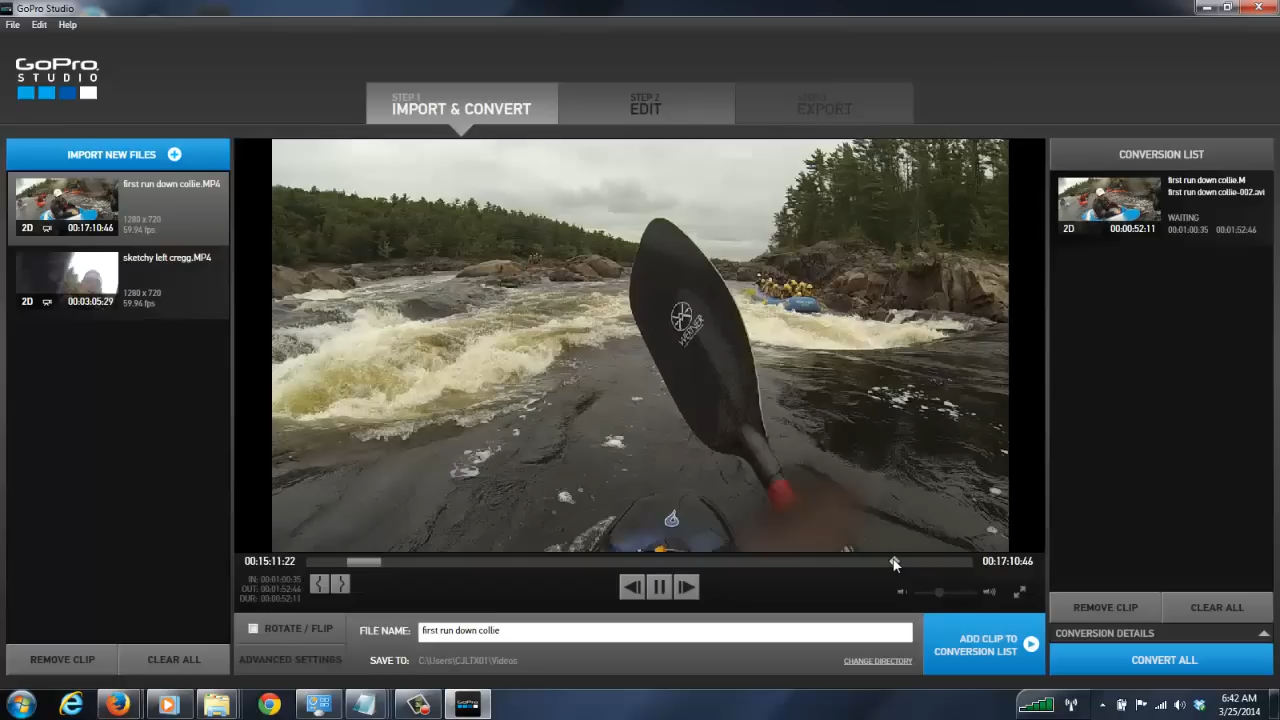 GoPro Studio
File Edit Help
GoPro
STUDIO
STEP 1
IMPORT & CONVERT
STEP 2
EDIT
EXPORT
IMPORT NEW FILES
first run down collie.MP4
1280 x 720
59.94 fps
2D 00:17:10:46
sketchy left cregg.MP4
1280 x 720
59.94 fps
2D 00:03:05:29
REMOVE CLIP CLEAR ALL
WERNER
00:15:11:22 00:17:10:46
IN: 00:01:00:35
OUT: 00:01:52:46
DUR: 00:00:52:11
ROTATE / FLIP
FILE NAME: first run down collie
ADVANCED SETTINGS
SAVE TO: C:\Users\CJLTX01\Videos
CHANGE DIRECTORY
ADD CLIP TO
CONVERSION LIST
CONVERSION LIST
first run down collie.M
first run down collie-002.avi
WAITING
2D 00:00:52:11 00:01:00:35 00:01:52:46
REMOVE CLIP CLEAR ALL
CONVERSION DETAILS
CONVERT ALL
GoPro
6:42 AM
3/25/2014